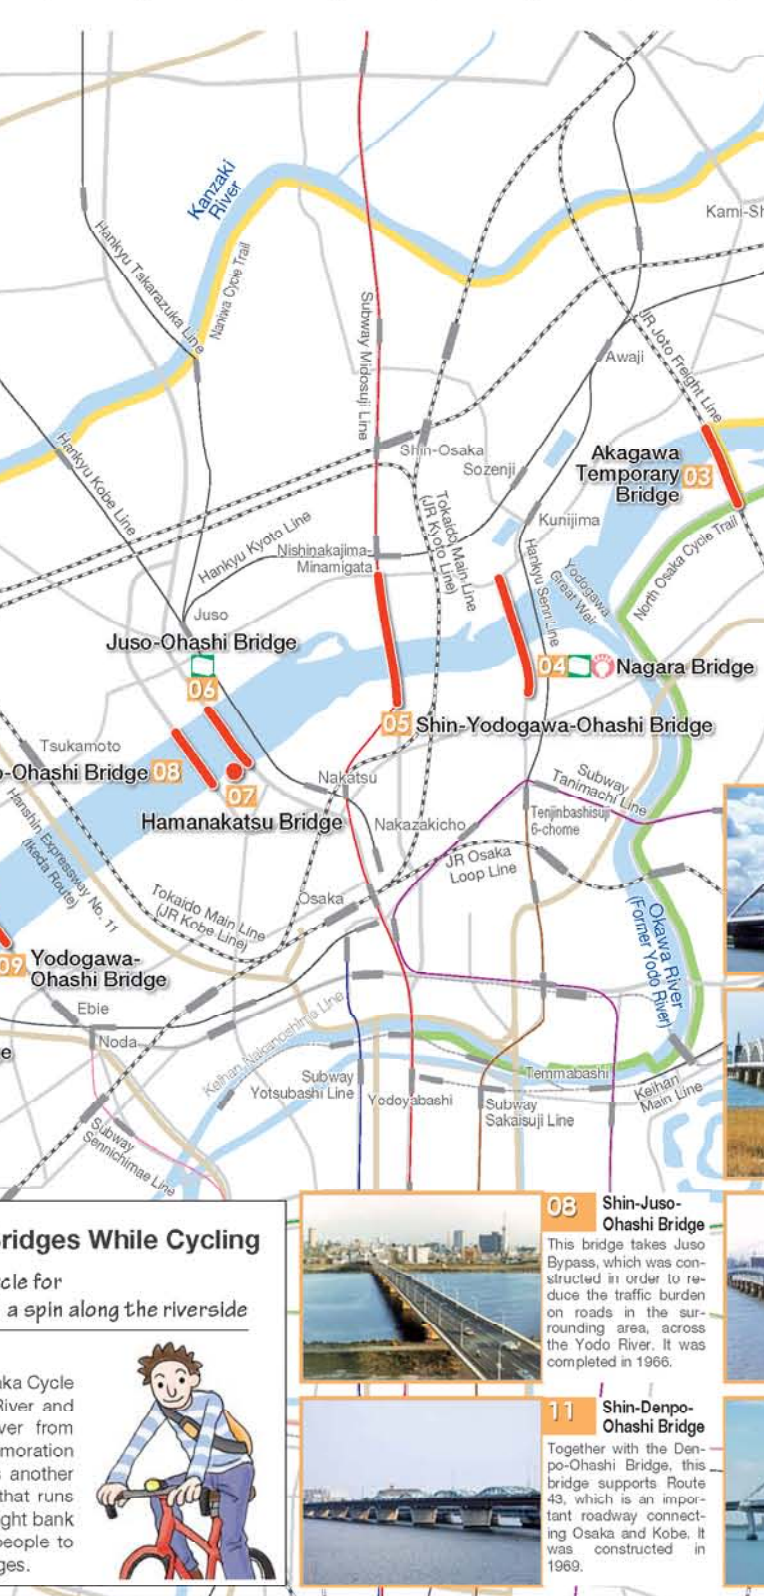 Kanzaki
River
Naniwa Cycle Trail
Hankyu Takarazuka Line
Subway Midosuji Line
Kami-Sh
JR Joto Freight Line
Awaji
Hankyu Kobe Line
Shin-Osaka
Sozenji
Akagawa
Temporary
Bridge
03
Hankyu Kyoto Line
Nishinakajima-
Minamigata
Tokaido Main Line
(JR Kyoto Line)
Kunijima
Hankyu Senri Line
Yodogawa
Great Weir
North Osaka Cycle Trail
Juso
Juso-Ohashi Bridge
06
04
Nagara Bridge
05
Shin-Yodogawa-Ohashi Bridge
Tsukamoto
o-Ohashi Bridge
08
07
Hamanakatsu Bridge
Nakatsu
Subway
Tanimachi Line
Nakazakicho
Tenjinbashisuji
6-chome
Hanshin Expressway No. 11
(Ikeda Route)
JR Osaka
Loop Line
Tokaido Main Line
(JR Kobe Line)
Osaka
Okawa River
(Former Yodo River)
09
Yodogawa-
Ohashi Bridge
Ebie
Noda
e
Keihan Nakanoshima Line
Subway
Yotsubashi Line
Yodoyabashi
Temmabashi
Keihan
Main Line
Subway
Sakaisuji Line
Subway
Sennichimae Line
ridges While Cycling
cle for
a spin along the riverside
ka Cycle
River and
ver from
moration
s another
that runs
ght bank
people to
ges.
08
Shin-Juso-
Ohashi Bridge
This bridge takes Juso
Bypass, which was con-
structed in order to re-
duce the traffic burden
on roads in the sur-
rounding area, across
the Yodo River. It was
completed in 1966.
11
Shin-Denpo-
Ohashi Bridge
Together with the Den-
po-Ohashi Bridge, this
bridge supports Route
43, which is an impor-
tant roadway connect-
ing Osaka and Kobe. It
was constructed in
1969.